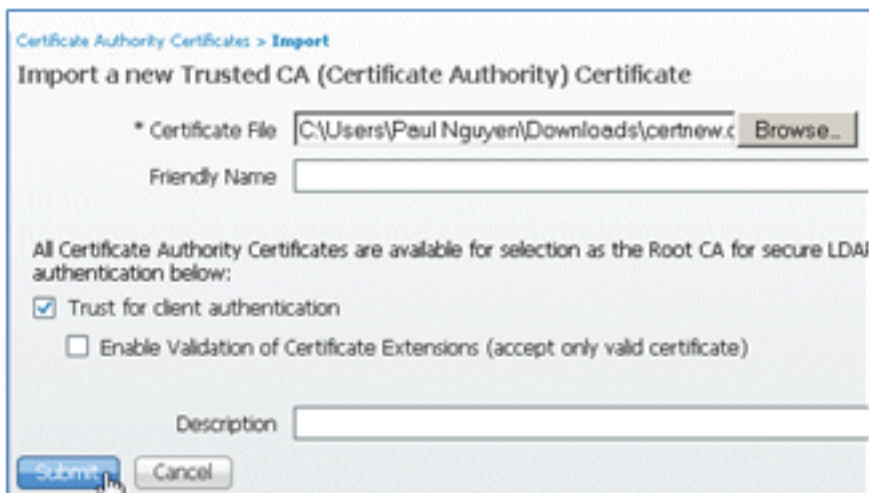 Certificate Authority Certificates > Import
Import a new Trusted CA (Certificate Authority) Certificate
* Certificate File C:\Users\Paul Nguyen\Downloads\certnew.c Browse...
Friendly Name
All Certificate Authority Certificates are available for selection as the Root CA for secure LDAP
authentication below:
Trust for client authentication
Enable Validation of Certificate Extensions (accept only valid certificate)
Description
Submit Cancel